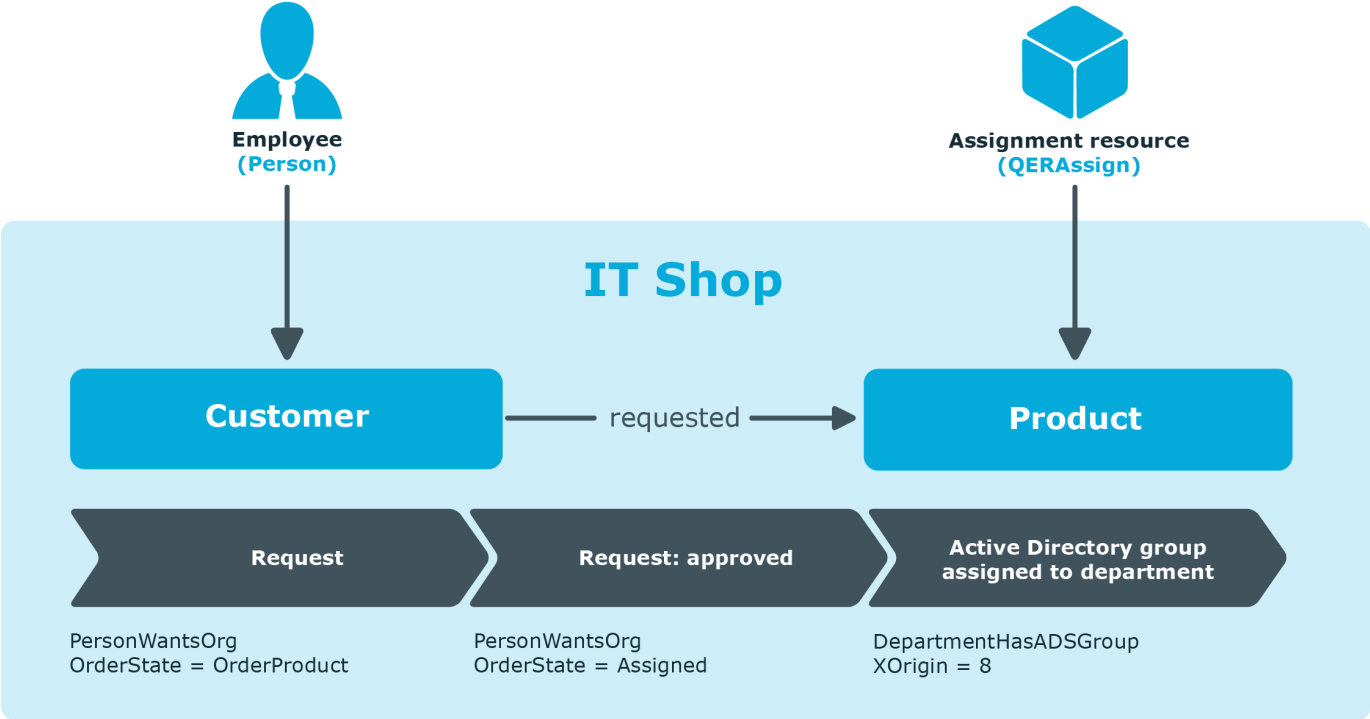 Employee
(Person)
Assignment resource
(QERAssign)
IT Shop
Customer
requested
Product
Request
Request: approved
Active Directory group
assigned to department
PersonWantsOrg
OrderState = OrderProduct
PersonWantsOrg
OrderState = Assigned
DepartmentHasADSGroup
XOrigin = 8